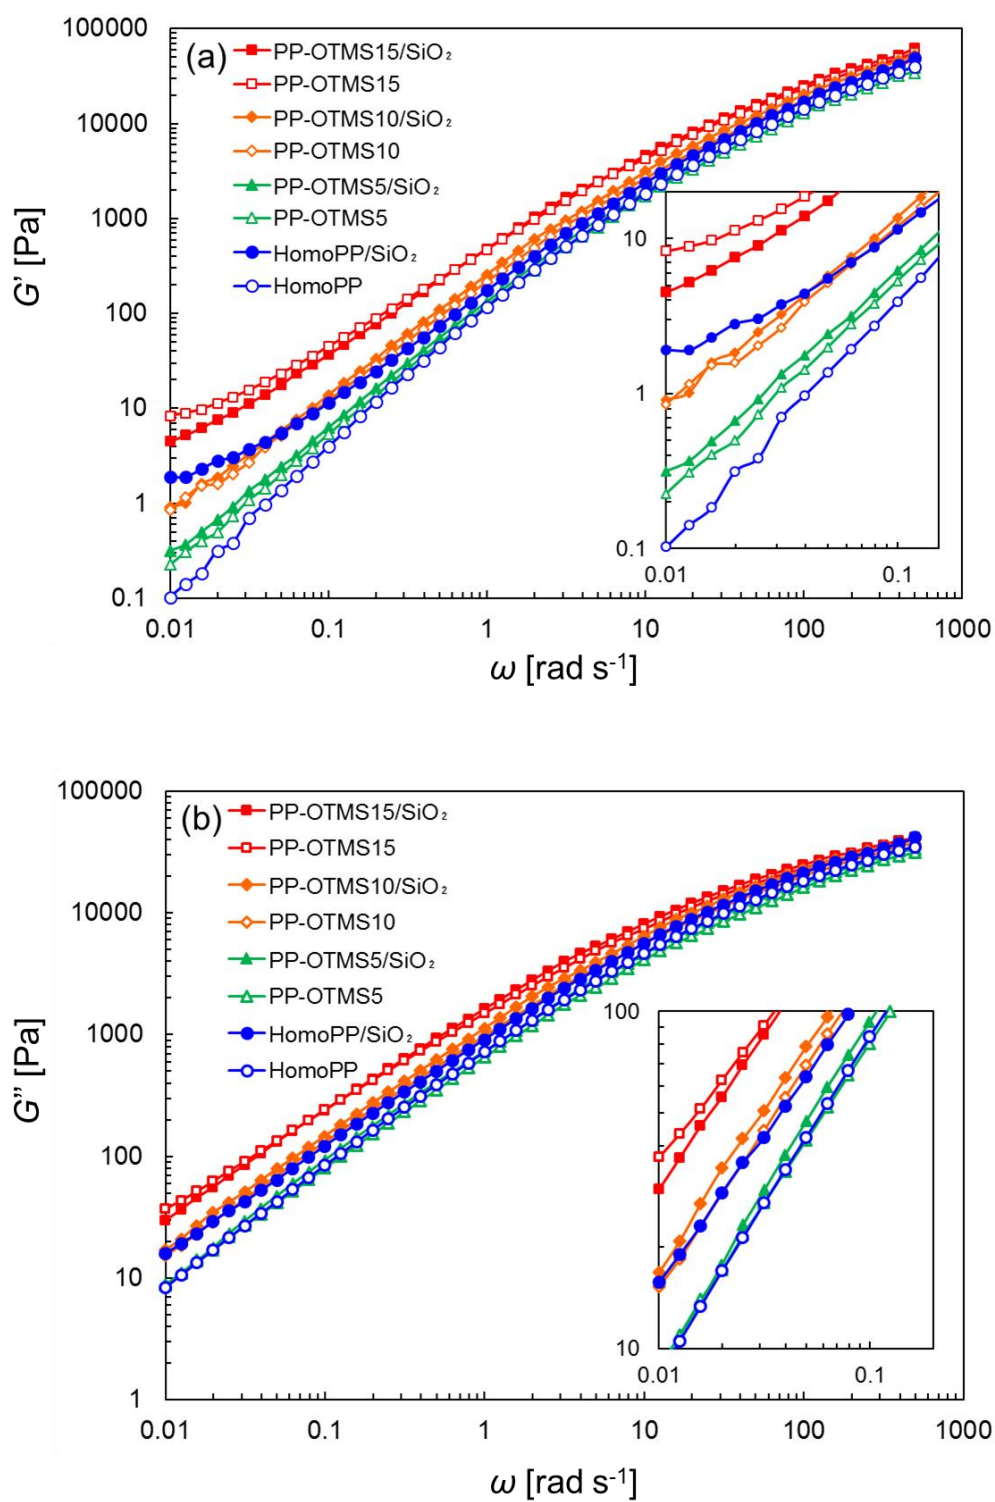 100000
(a)
PP-OTMS15/SiO₂
PP-OTMS15
10000
PP-OTMS10/SiO₂
PP-OTMS10
PP-OTMS5/SiO₂
1000
PP-OTMS5
HomoPP/SiO₂
HomoPP
10
1
0.1
0.01
0.1
G' [Pa]
100
10
1
0.1
0.01
0.1
1
10
100
1000
ω [rad s⁻¹]
100000
(b)
PP-OTMS15/SiO₂
PP-OTMS15
PP-OTMS10/SiO₂
10000
PP-OTMS10
PP-OTMS5/SiO₂
PP-OTMS5
1000
HomoPP/SiO₂
HomoPP
100
10
0.01
0.1
G'' [Pa]
100
10
1
0.01
0.1
1
10
100
1000
ω [rad s⁻¹]